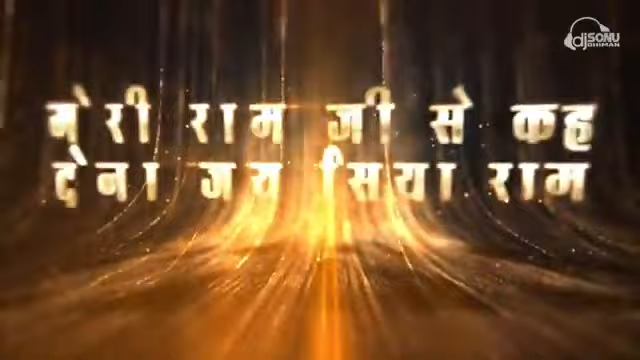 dj SONU
DHIMAN
मेरी राम जी से कह
देना जय सिया राम